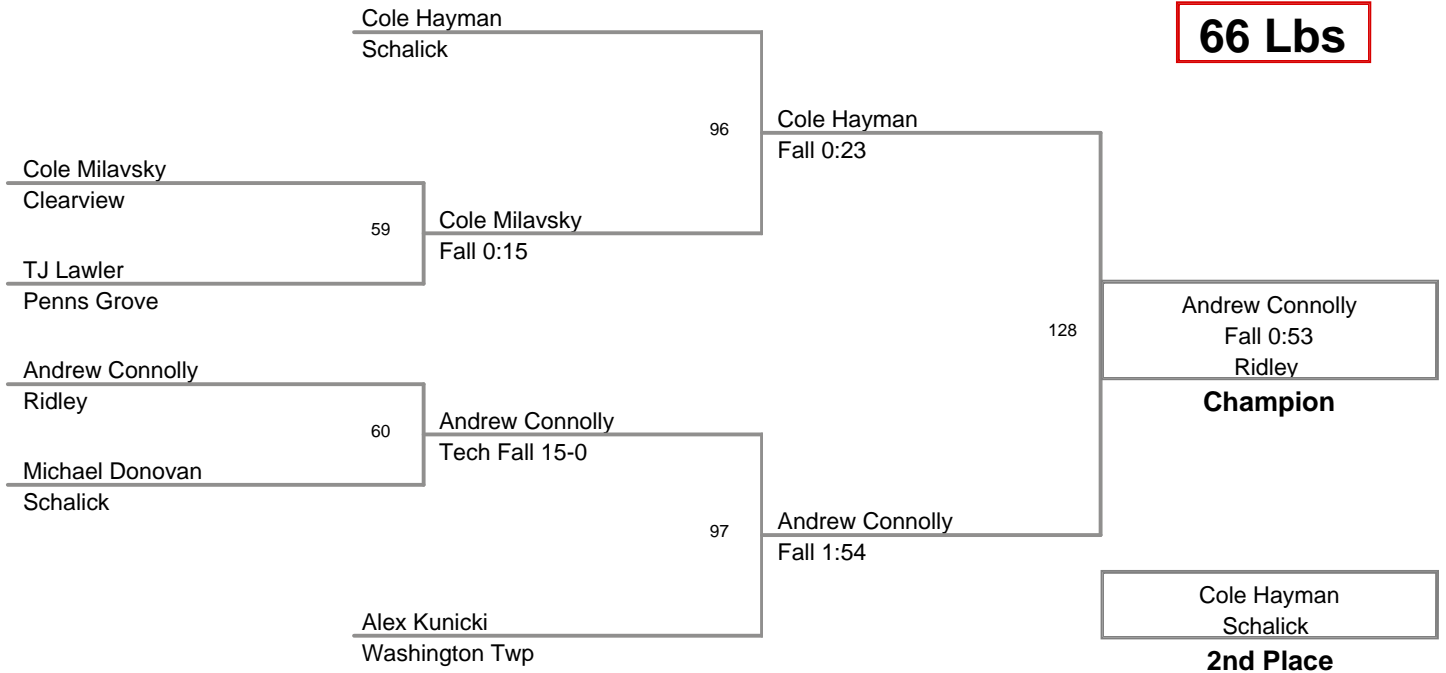 Cole Hayman
Schalick
66 Lbs
96
Cole Hayman
Fall 0:23
Cole Milavsky
Clearview
59
Cole Milavsky
Fall 0:15
TJ Lawler
Penns Grove
128
Andrew Connolly
Fall 0:53
Ridley
Champion
Andrew Connolly
Ridley
60
Andrew Connolly
Tech Fall 15-0
Michael Donovan
Schalick
97
Andrew Connolly
Fall 1:54
Alex Kunicki
Washington Twp
Cole Hayman
Schalick
2nd Place